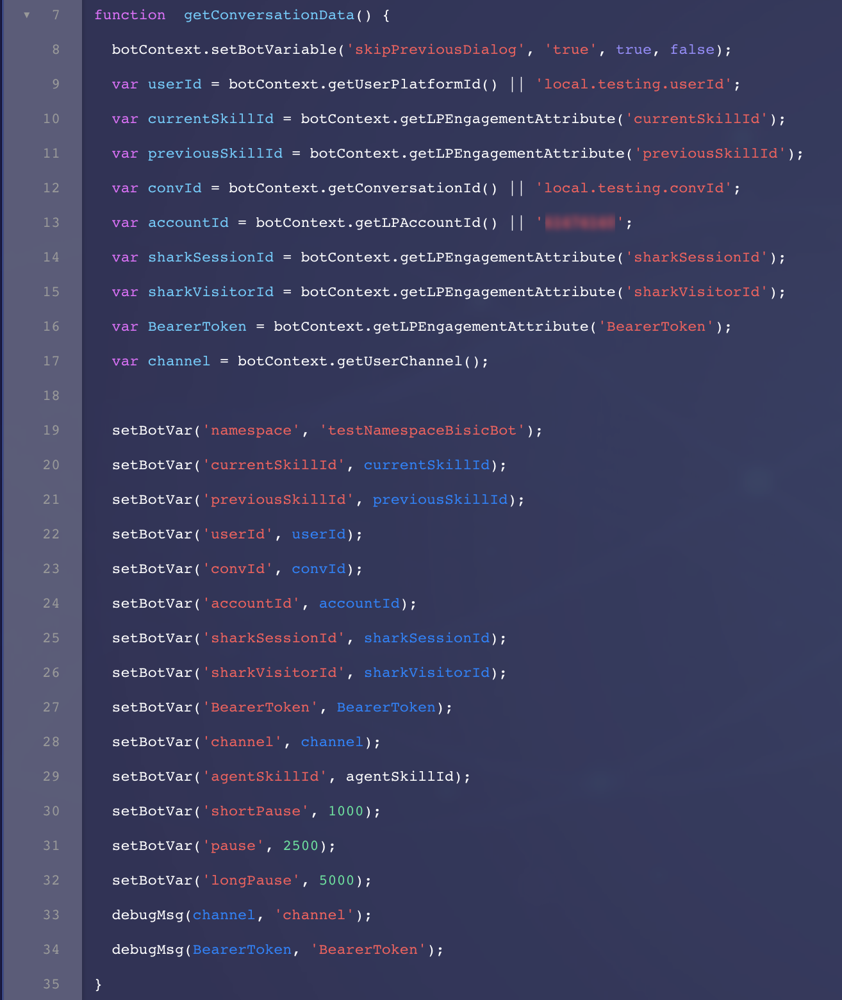 7 function  getConversationData() {
8 botContext.setBotVariable('skipPreviousDialog', 'true', true, false);
9 var userId = botContext.getUserPlatformId() || 'local.testing.userId';
10 var currentSkillId = botContext.getLPEngagementAttribute('currentSkillId');
11 var previousSkillId = botContext.getLPEngagementAttribute('previousSkillId');
12 var convId = botContext.getConversationId() || 'local.testing.convId';
13 var accountId = botContext.getLPAccountId() || '';
14 var sharkSessionId = botContext.getLPEngagementAttribute('sharkSessionId');
15 var sharkVisitorId = botContext.getLPEngagementAttribute('sharkVisitorId');
16 var BearerToken = botContext.getLPEngagementAttribute('BearerToken');
17 var channel = botContext.getUserChannel();
18
19 setBotVar('namespace', 'testNamespaceBisicBot');
20 setBotVar('currentSkillId', currentSkillId);
21 setBotVar('previousSkillId', previousSkillId);
22 setBotVar('userId', userId);
23 setBotVar('convId', convId);
24 setBotVar('accountId', accountId);
25 setBotVar('sharkSessionId', sharkSessionId);
26 setBotVar('sharkVisitorId', sharkVisitorId);
27 setBotVar('BearerToken', BearerToken);
28 setBotVar('channel', channel);
29 setBotVar('agentSkillId', agentSkillId);
30 setBotVar('shortPause', 1000);
31 setBotVar('pause', 2500);
32 setBotVar('longPause', 5000);
33 debugMsg(channel, 'channel');
34 debugMsg(BearerToken, 'BearerToken');
35 }